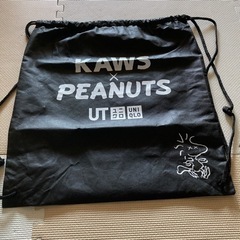 KAWS
×
PEANUTS
UT ユニクロ UNIQLO